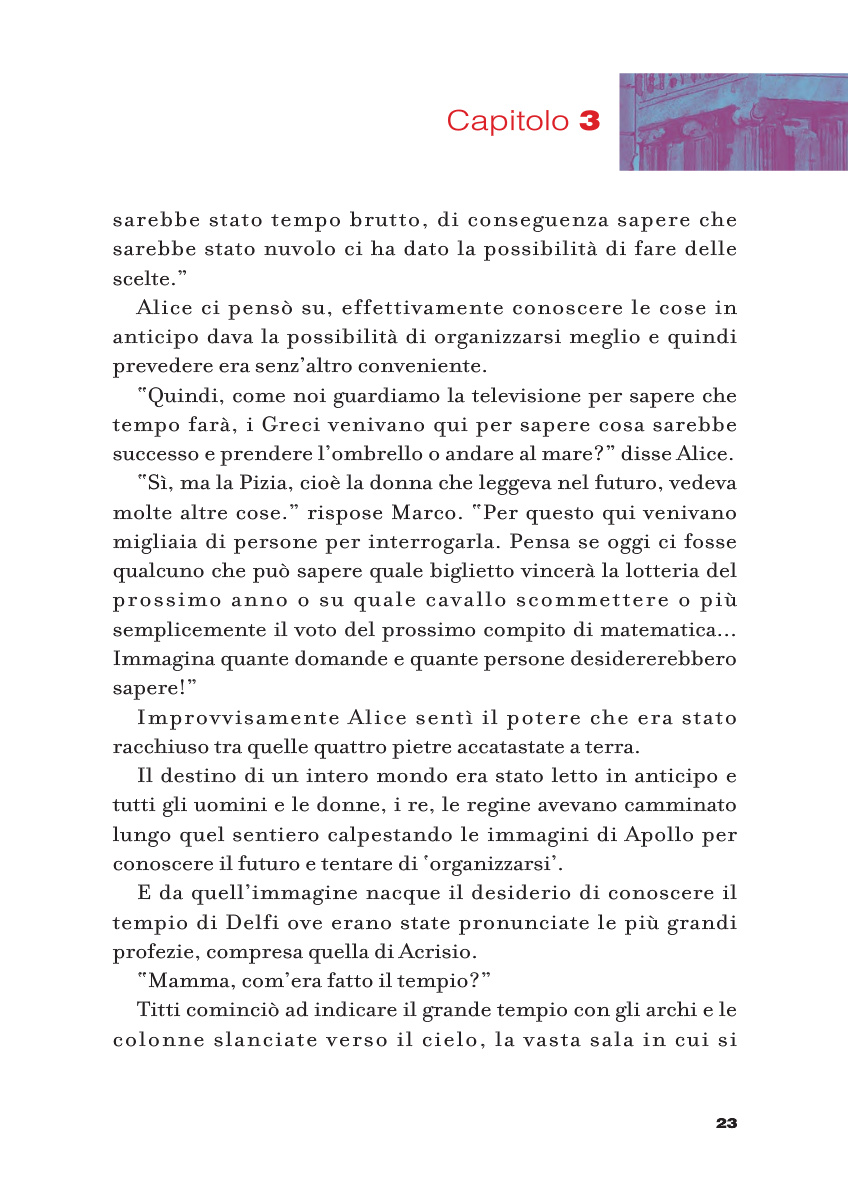 Capitolo 3
sarebbe stato tempo brutto, di conseguenza sapere che
sarebbe stato nuvolo ci ha dato la possibilità di fare delle
scelte.”
Alice ci pensò su, effettivamente conoscere le cose in
anticipo dava la possibilità di organizzarsi meglio e quindi
prevedere era senz’altro conveniente.
‟Quindi, come noi guardiamo la televisione per sapere che
tempo farà, i Greci venivano qui per sapere cosa sarebbe
successo e prendere l’ombrello o andare al mare?” disse Alice.
‟Sì, ma la Pizia, cioè la donna che leggeva nel futuro, vedeva
molte altre cose.” rispose Marco. ‟Per questo qui venivano
migliaia di persone per interrogarla. Pensa se oggi ci fosse
qualcuno che può sapere quale biglietto vincerà la lotteria del
prossimo anno o su quale cavallo scommettere o più
semplicemente il voto del prossimo compito di matematica...
Immagina quante domande e quante persone desidererebbero
sapere!”
Improvvisamente Alice sentì il potere che era stato
racchiuso tra quelle quattro pietre accatastate a terra.
Il destino di un intero mondo era stato letto in anticipo e
tutti gli uomini e le donne, i re, le regine avevano camminato
lungo quel sentiero calpestando le immagini di Apollo per
conoscere il futuro e tentare di ‛organizzarsi’.
E da quell’immagine nacque il desiderio di conoscere il
tempio di Delfi ove erano state pronunciate le più grandi
profezie, compresa quella di Acrisio.
‟Mamma, com’era fatto il tempio?”
Titti cominciò ad indicare il grande tempio con gli archi e le
colonne slanciate verso il cielo, la vasta sala in cui si
23